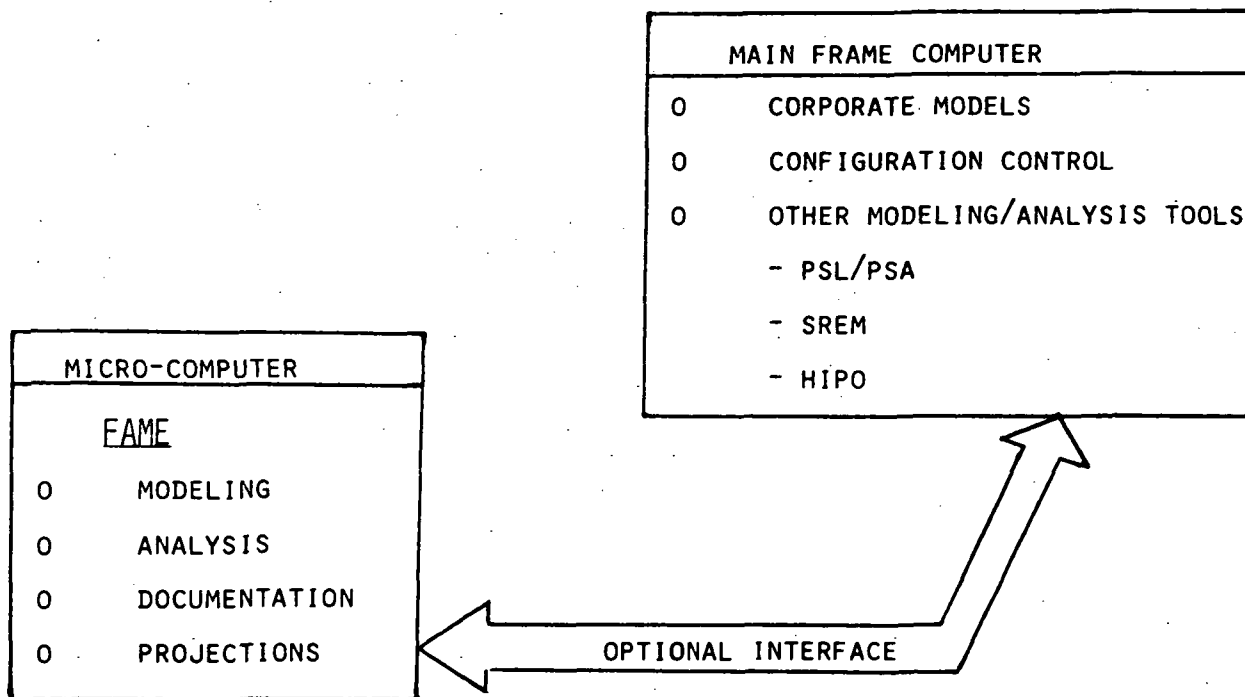 MAIN FRAME COMPUTER
O CORPORATE MODELS
O CONFIGURATION CONTROL
O OTHER MODELING/ANALYSIS TOOLS
- PSL/PSA
- SREM
- HIPO
MICRO-COMPUTER
FAME
O MODELING
O ANALYSIS
O DOCUMENTATION
O PROJECTIONS
OPTIONAL INTERFACE